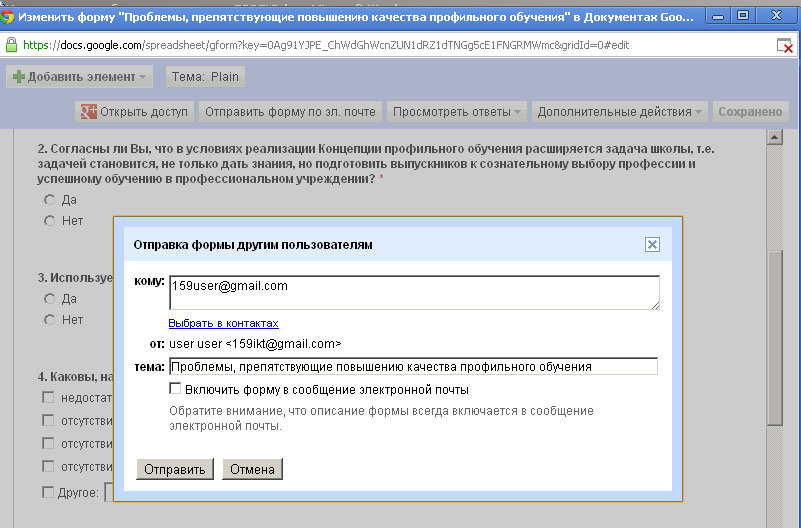 Изменить форму "Проблемы, препятствующие повышению качества профильного обучения" в Документах Goo...
https://docs.google.com/spreadsheet/gform?key=0Ag91YJPE_ChWdGhWcnZUN1dRZ1dTNGg5cE1FNGRMWmc&gridId=0#edit
Добавить элемент
Тема: Plain
Открыть доступ
Отправить форму по эл. почте
Просмотреть ответы
Дополнительные действия
Сохранено
2. Согласны ли Вы, что в условиях реализации Концепции профильного обучения расширяется задача школы, т.е.
задачей становится, не только дать знания, но подготовить выпускников к сознательному выбору профессии и
успешному обучению в профессиональном учреждении? *
Да
Нет
Отправка формы другим пользователям
3. Используе
Да
Нет
кому: 159user@gmail.com
Выбрать в контактах
от: user user <159ikt@gmail.com>
тема: Проблемы, препятствующие повышению качества профильного обучения
4. Каковы, на
Включить форму в сообщение электронной почты
недостат
Обратите внимание, что описание формы всегда включается в сообщение
электронной почты.
отсутстви
отсутстви
отсутстви
Отправить
Отмена
Другое: